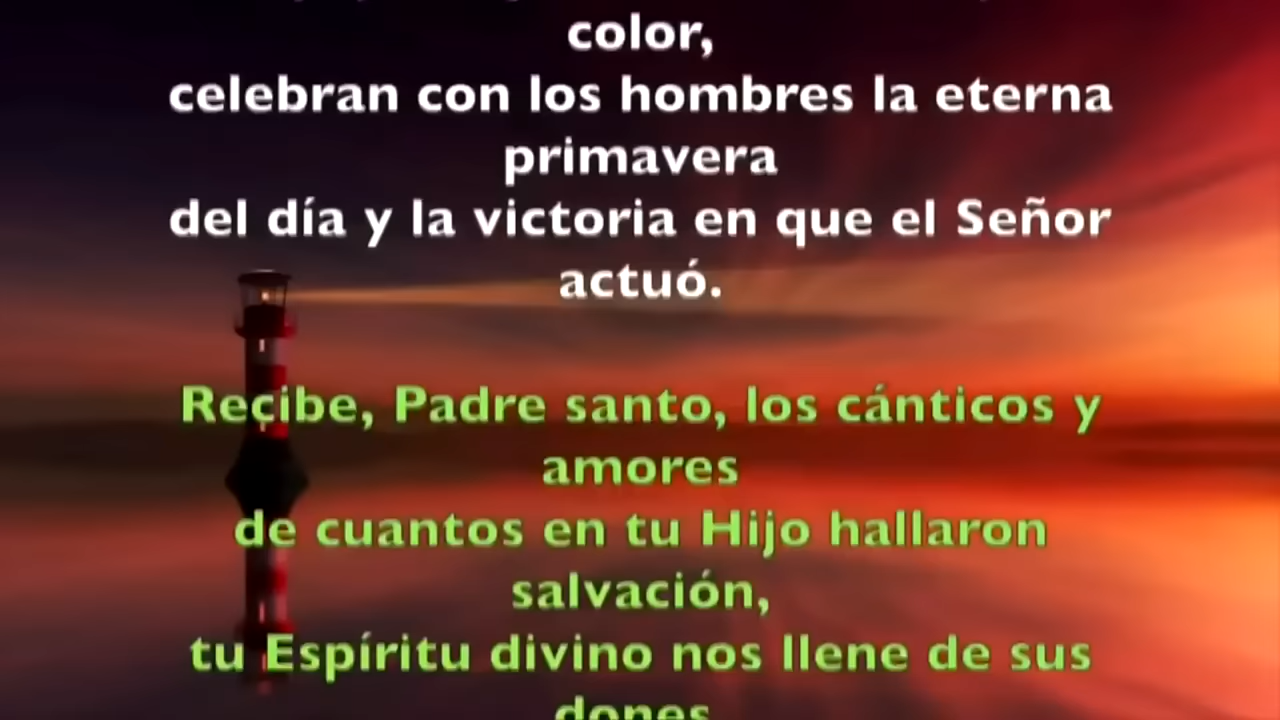 color,
celebran con los hombres la eterna
primavera
del día y la victoria en que el Señor
actuó.
Recibe, Padre santo, los cánticos y
amores
de cuantos en tu Hijo hallaron
salvación,
tu Espíritu divino nos llene de sus
dones